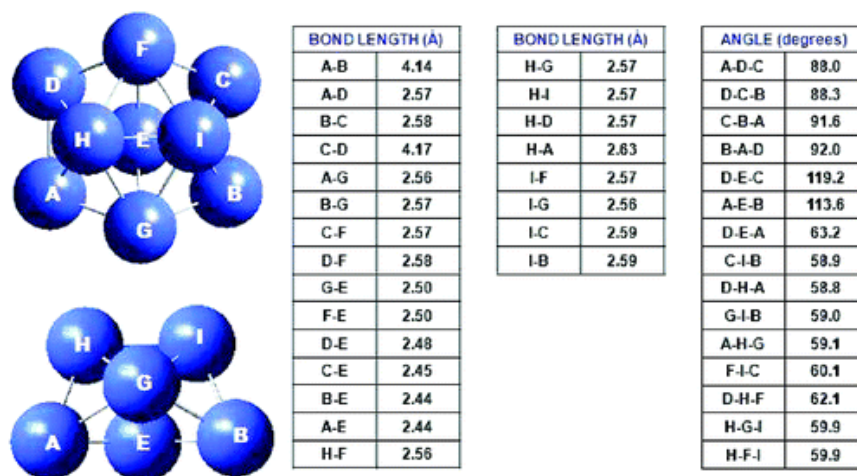 F
D
C
H
E
I
A
B
G
H
I
G
A
E
B
BOND LENGTH (Å)
A-B 4.14
A-D 2.57
B-C 2.58
C-D 4.17
A-G 2.56
B-G 2.57
C-F 2.57
D-F 2.58
G-E 2.50
F-E 2.50
D-E 2.48
C-E 2.45
B-E 2.44
A-E 2.44
H-F 2.56
BOND LENGTH (Å)
H-G 2.57
H-I 2.57
H-D 2.57
H-A 2.63
I-F 2.57
I-G 2.56
I-C 2.59
I-B 2.59
ANGLE (degrees)
A-D-C 88.0
D-C-B 88.3
C-B-A 91.6
B-A-D 92.0
D-E-C 119.2
A-E-B 113.6
D-E-A 63.2
C-I-B 58.9
D-H-A 58.8
G-I-B 59.0
A-H-G 59.1
F-I-C 60.1
D-H-F 62.1
H-G-I 59.9
H-F-I 59.9